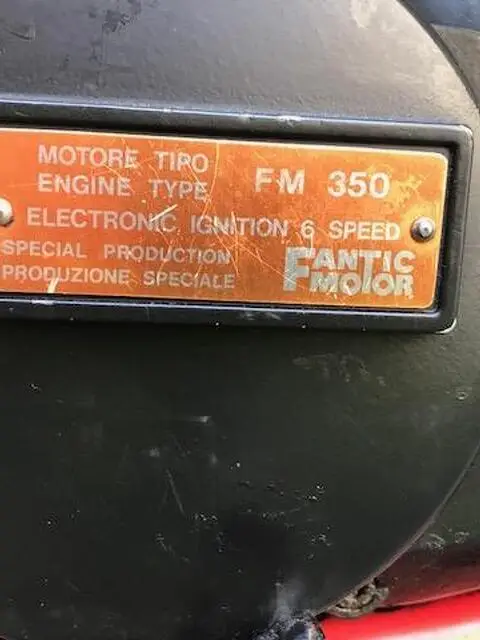 MOTORE TIPO
ENGINE TYPE FM 350
ELECTRONIC IGNITION 6 SPEED
SPECIAL PRODUCTION
PRODUZIONE SPECIALE
FANTIC
MOTOR